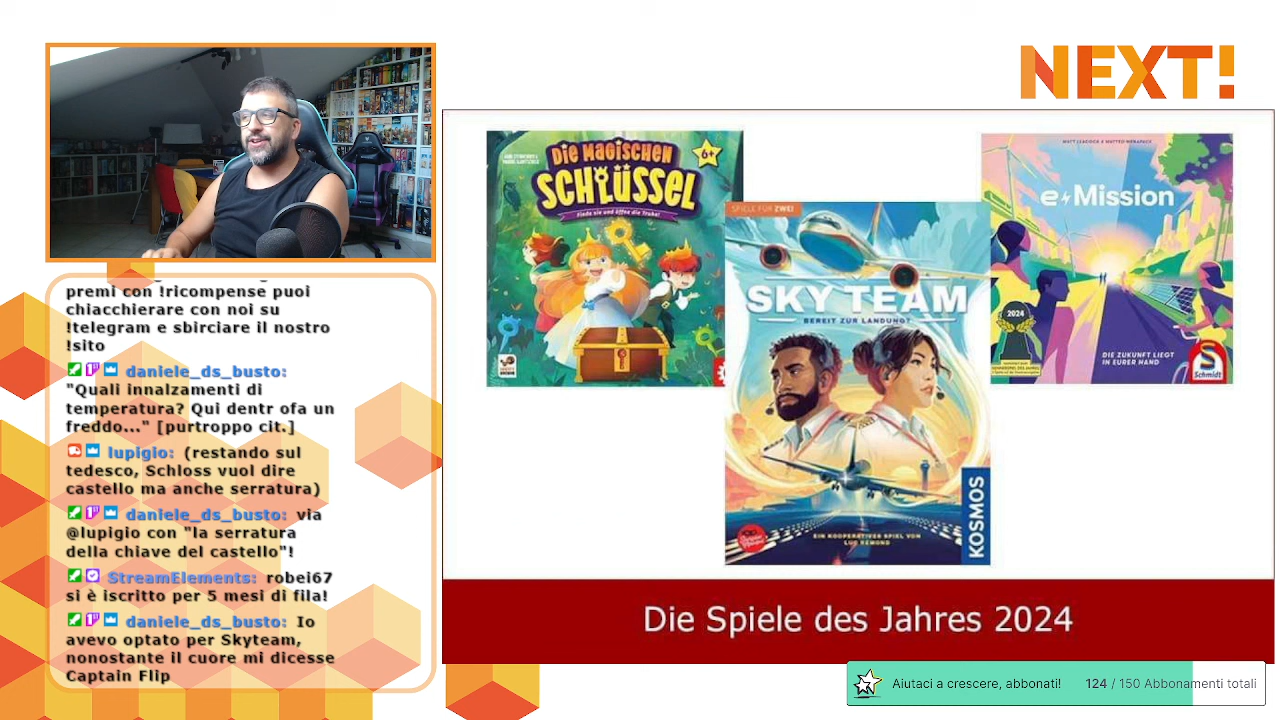 NEXT!
premi con !ricompense puoi
chiacchierare con noi su
!telegram e sbirciare il nostro
!sito
daniele_ds_busto:
"Quali innalzamenti di
temperatura? Qui dentr ofa un
freddo..." [purtroppo cit.]
lupigio: (restando sul
tedesco, Schloss vuol dire
castello ma anche serratura)
daniele_ds_busto: via
@lupigio con "la serratura
della chiave del castello"!
StreamElements: robei67
si è iscritto per 5 mesi di fila!
daniele_ds_busto: Io
avevo optato per Skyteam,
nonostante il cuore mi dicesse
Captain Flip
DIE MAGISCHEN
SCHLÜSSEL
Finde sie und öffne die Truhe!
6+
SPIELE FÜR ZWEI
SKY TEAM
BEREIT ZUR LANDUNG?
EIN KOOPERATIVES SPIEL VON
LUC RÉMOND
KOSMOS
MATT LEACOCK & MATTEO MENAPACE
e-Mission
2024
DIE ZUKUNFT LIEGT
IN EURER HAND
Schmidt
Die Spiele des Jahres 2024
Aiutaci a crescere, abbonati! 124 / 150 Abbonamenti totali